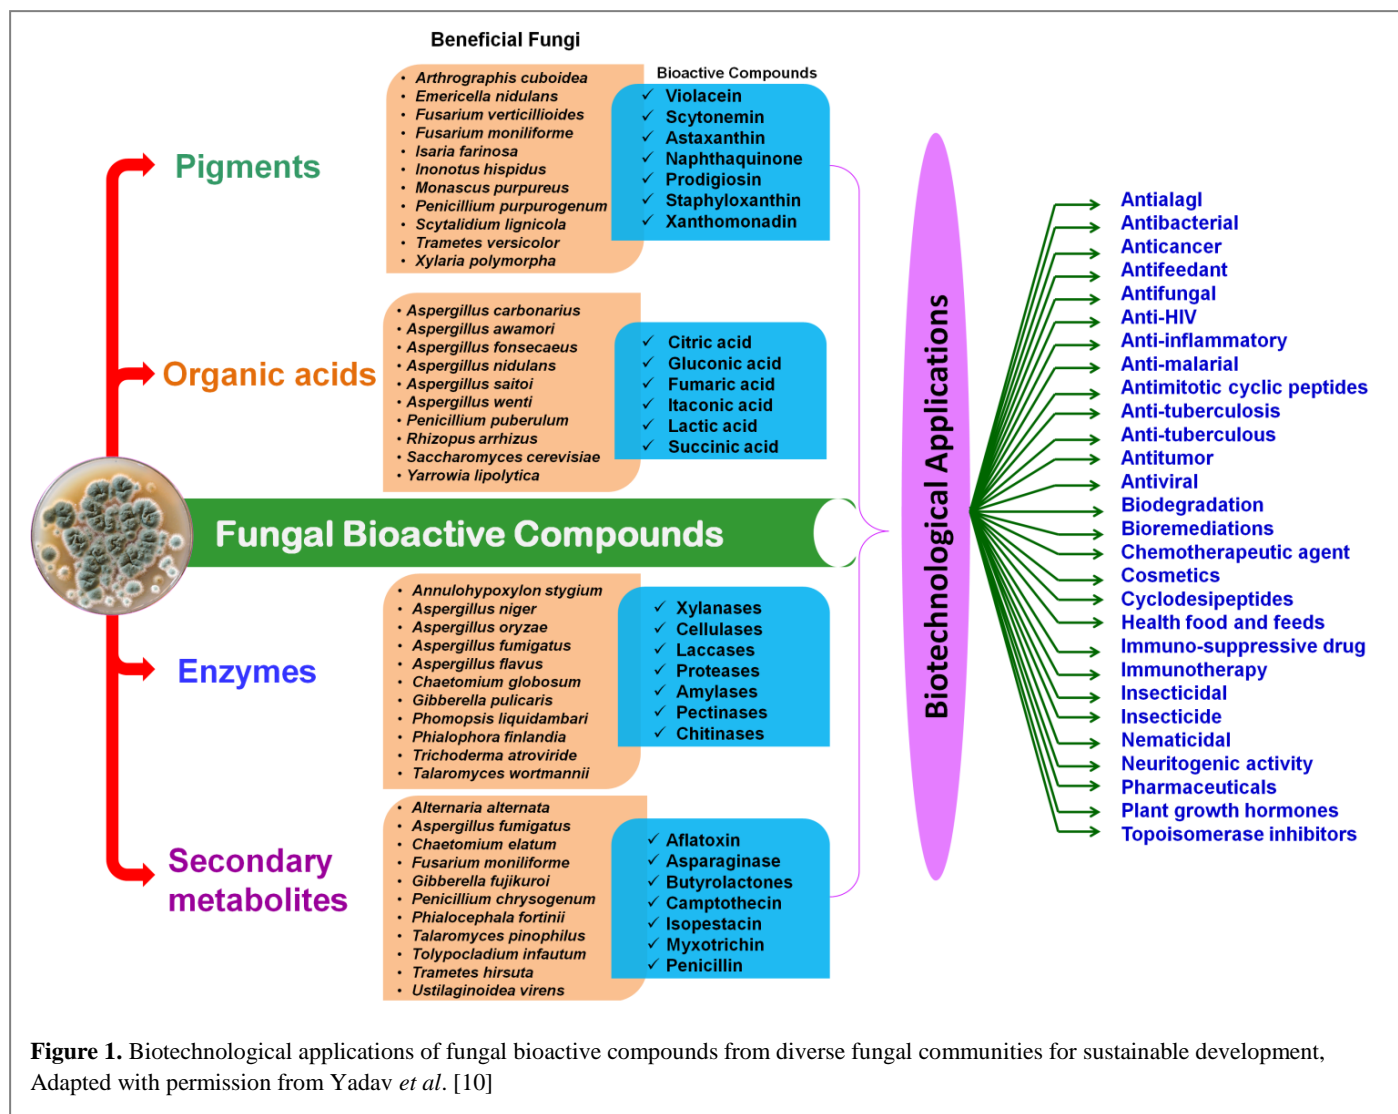 Beneficial Fungi
Bioactive Compounds
Pigments
• Arthrographis cuboidea
• Emericella nidulans
• Fusarium verticillioides
• Fusarium moniliforme
• Isaria farinosa
• Inonotus hispidus
• Monascus purpureus
• Penicillium purpurogenum
• Scytalidium lignicola
• Trametes versicolor
• Xylaria polymorpha
✓ Violacein
✓ Scytonemin
✓ Astaxanthin
✓ Naphthaquinone
✓ Prodigiosin
✓ Staphyloxanthin
✓ Xanthomonadin
Organic acids
• Aspergillus carbonarius
• Aspergillus awamori
• Aspergillus fonsecaeus
• Aspergillus nidulans
• Aspergillus saitoi
• Aspergillus wenti
• Penicillium puberulum
• Rhizopus arrhizus
• Saccharomyces cerevisiae
• Yarrowia lipolytica
✓ Citric acid
✓ Gluconic acid
✓ Fumaric acid
✓ Itaconic acid
✓ Lactic acid
✓ Succinic acid
Fungal Bioactive Compounds
Enzymes
• Annulohypoxylon stygium
• Aspergillus niger
• Aspergillus oryzae
• Aspergillus fumigatus
• Aspergillus flavus
• Chaetomium globosum
• Gibberella pulicaris
• Phomopsis liquidambari
• Phialophora finlandia
• Trichoderma atroviride
• Talaromyces wortmannii
✓ Xylanases
✓ Cellulases
✓ Laccases
✓ Proteases
✓ Amylases
✓ Pectinases
✓ Chitinases
Secondary
metabolites
• Alternaria alternata
• Aspergillus fumigatus
• Chaetomium elatum
• Fusarium moniliforme
• Gibberella fujikuroi
• Penicillium chrysogenum
• Phialocephala fortinii
• Talaromyces pinophilus
• Tolypocladium infautum
• Trametes hirsuta
• Ustilaginoidea virens
✓ Aflatoxin
✓ Asparaginase
✓ Butyrolactones
✓ Camptothecin
✓ Isopestacin
✓ Myxotrichin
✓ Penicillin
Biotechnological Applications
Antialagl
Antibacterial
Anticancer
Antifeedant
Antifungal
Anti-HIV
Anti-inflammatory
Anti-malarial
Antimitotic cyclic peptides
Anti-tuberculosis
Anti-tuberculous
Antitumor
Antiviral
Biodegradation
Bioremediations
Chemotherapeutic agent
Cosmetics
Cyclodesipeptides
Health food and feeds
Immuno-suppressive drug
Immunotherapy
Insecticidal
Insecticide
Nematicidal
Neuritogenic activity
Pharmaceuticals
Plant growth hormones
Topoisomerase inhibitors
Figure 1. Biotechnological applications of fungal bioactive compounds from diverse fungal communities for sustainable development,
Adapted with permission from Yadav et al. [10]